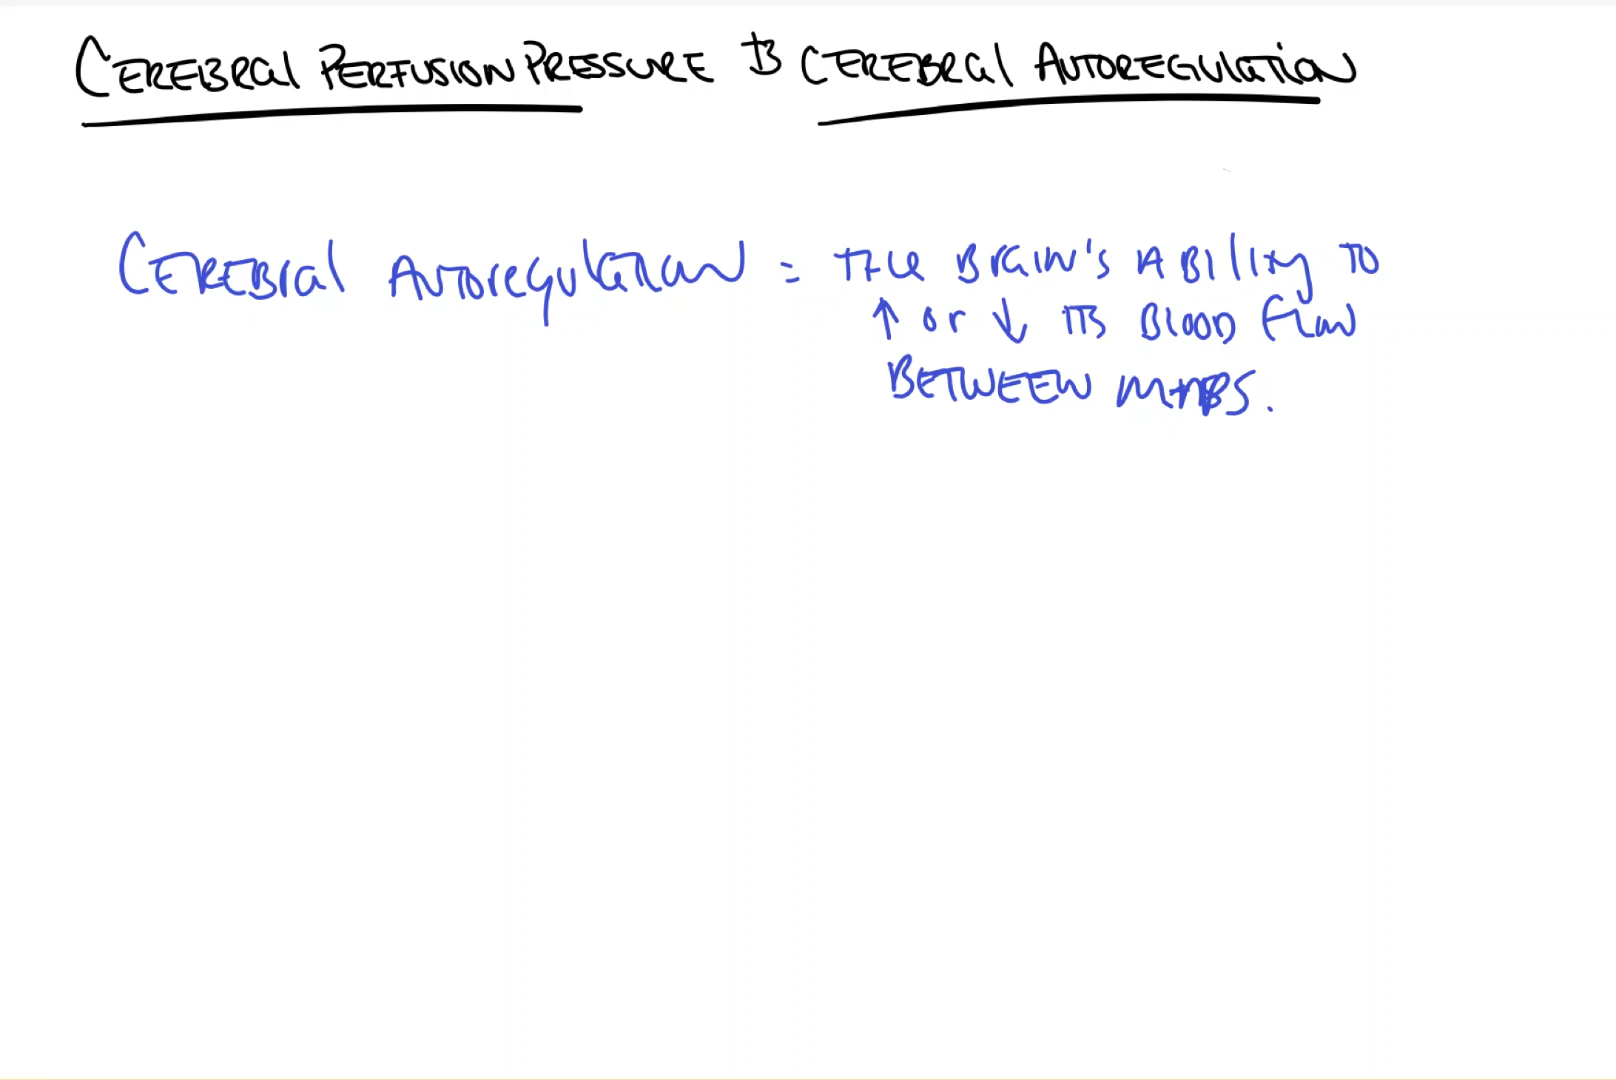 CEREBRAL PERFUSION PRESSURE & CEREBRAL AUTOREGULATION
CEREBRAL AUTOREGULATION = THE BRAIN'S ABILITY TO
↑ or ↓ ITS BLOOD FLOW
BETWEEN MAPS.